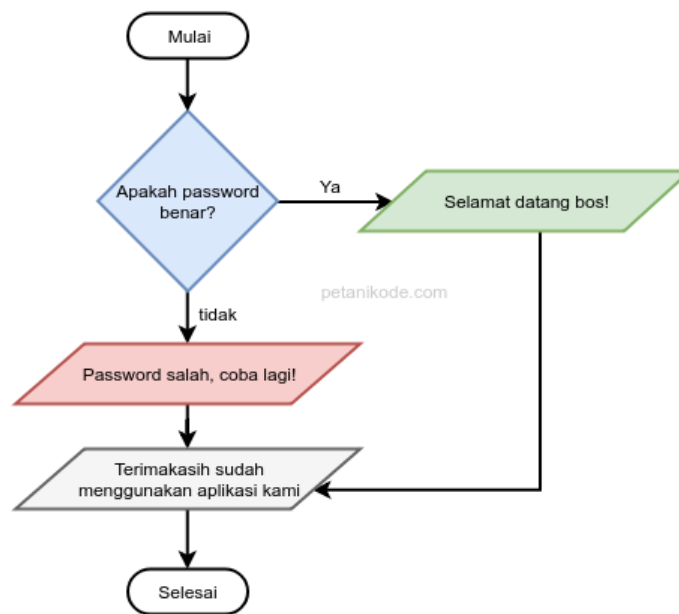 Mulai
Apakah password
benar?
Ya
Selamat datang bos!
petanikode.com
tidak
Password salah, coba lagi!
Terimakasih sudah
menggunakan aplikasi kami
Selesai